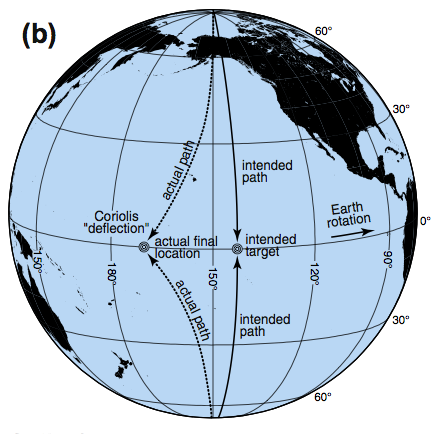 (b)
60°
30°
actual path
intended
path
Coriolis
"deflection"
Earth
rotation
0°
actual final
location
intended
target
150°
180°
150°
120°
90°
actual path
intended
path
30°
60°